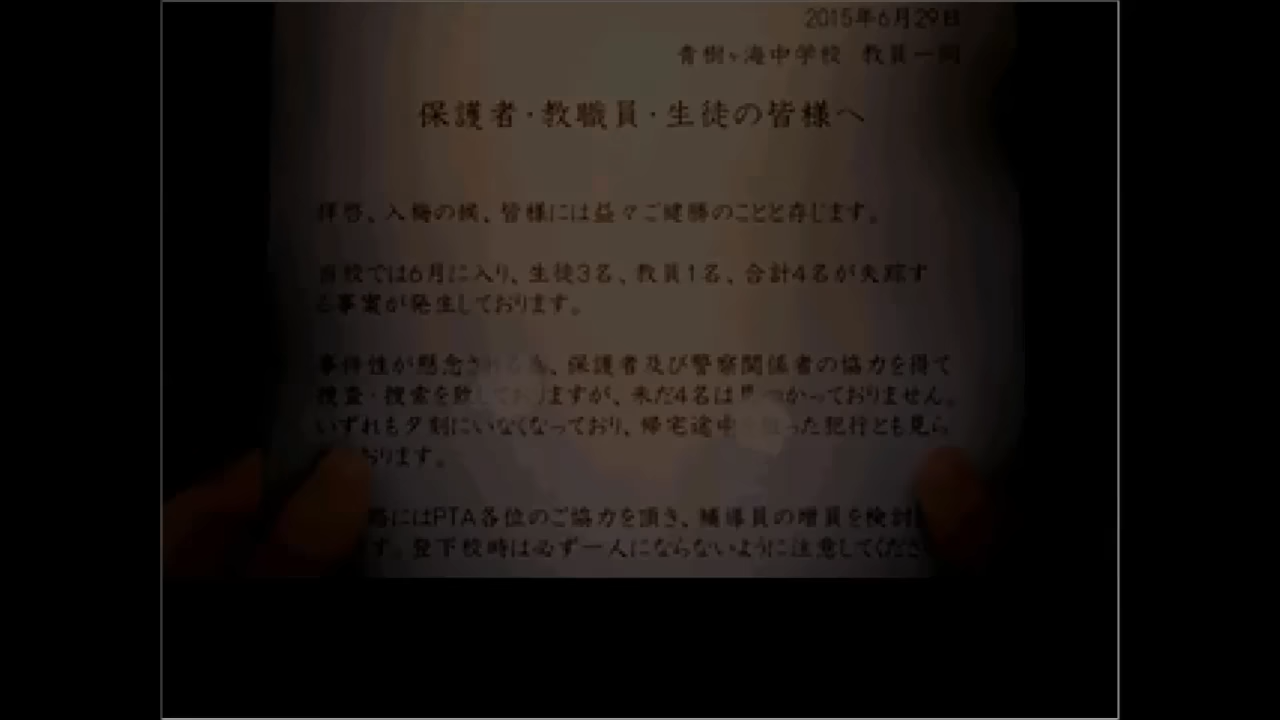 2015年6月29日
青樹ヶ海中学校 教員一同
保護者・教職員・生徒の皆様へ
拝啓、入梅の候、皆様には益々ご健勝のことと存じます。
当校では6月に入り、生徒3名、教員1名、合計4名が失踪す
る事案が発生しております。
事件性が懸念される為、保護者及び警察関係者の協力を得て
捜査・捜索を致しておりますが、未だ4名は見つかっておりません。
いずれも夕刻にいなくなっており、帰宅途中を狙った犯行とも見ら
おります。
路にはPTA各位のご協力を頂き、補導員の増員を検討
す。登下校時は必ず一人にならないように注意してくださ